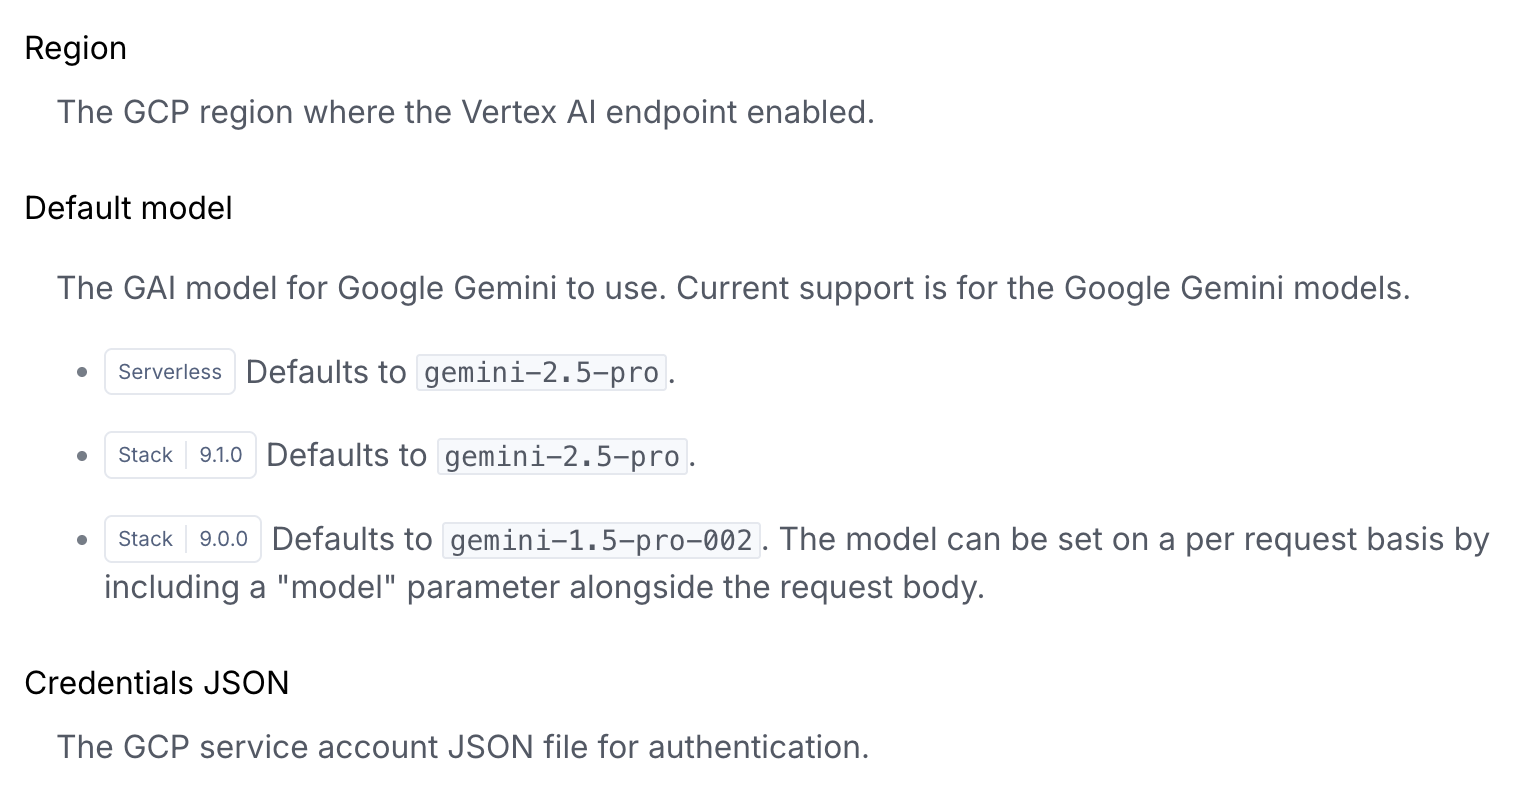 Region
The GCP region where the Vertex AI endpoint enabled.
Default model
The GAI model for Google Gemini to use. Current support is for the Google Gemini models.
• Serverless Defaults to gemini-2.5-pro.
• Stack | 9.1.0 Defaults to gemini-2.5-pro.
• Stack | 9.0.0 Defaults to gemini-1.5-pro-002. The model can be set on a per request basis by
including a "model" parameter alongside the request body.
Credentials JSON
The GCP service account JSON file for authentication.